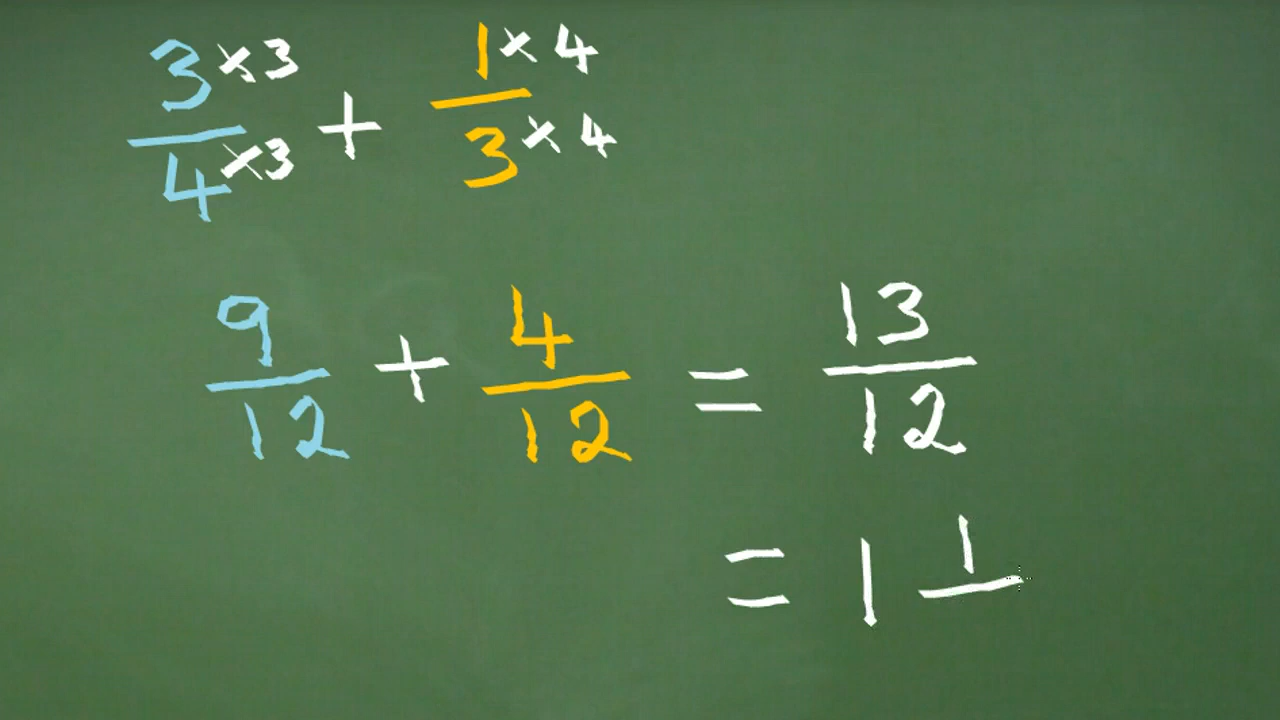 3×3/4×3 + 1×4/3×4
9/12 + 4/12 = 13/12
= 1 1/